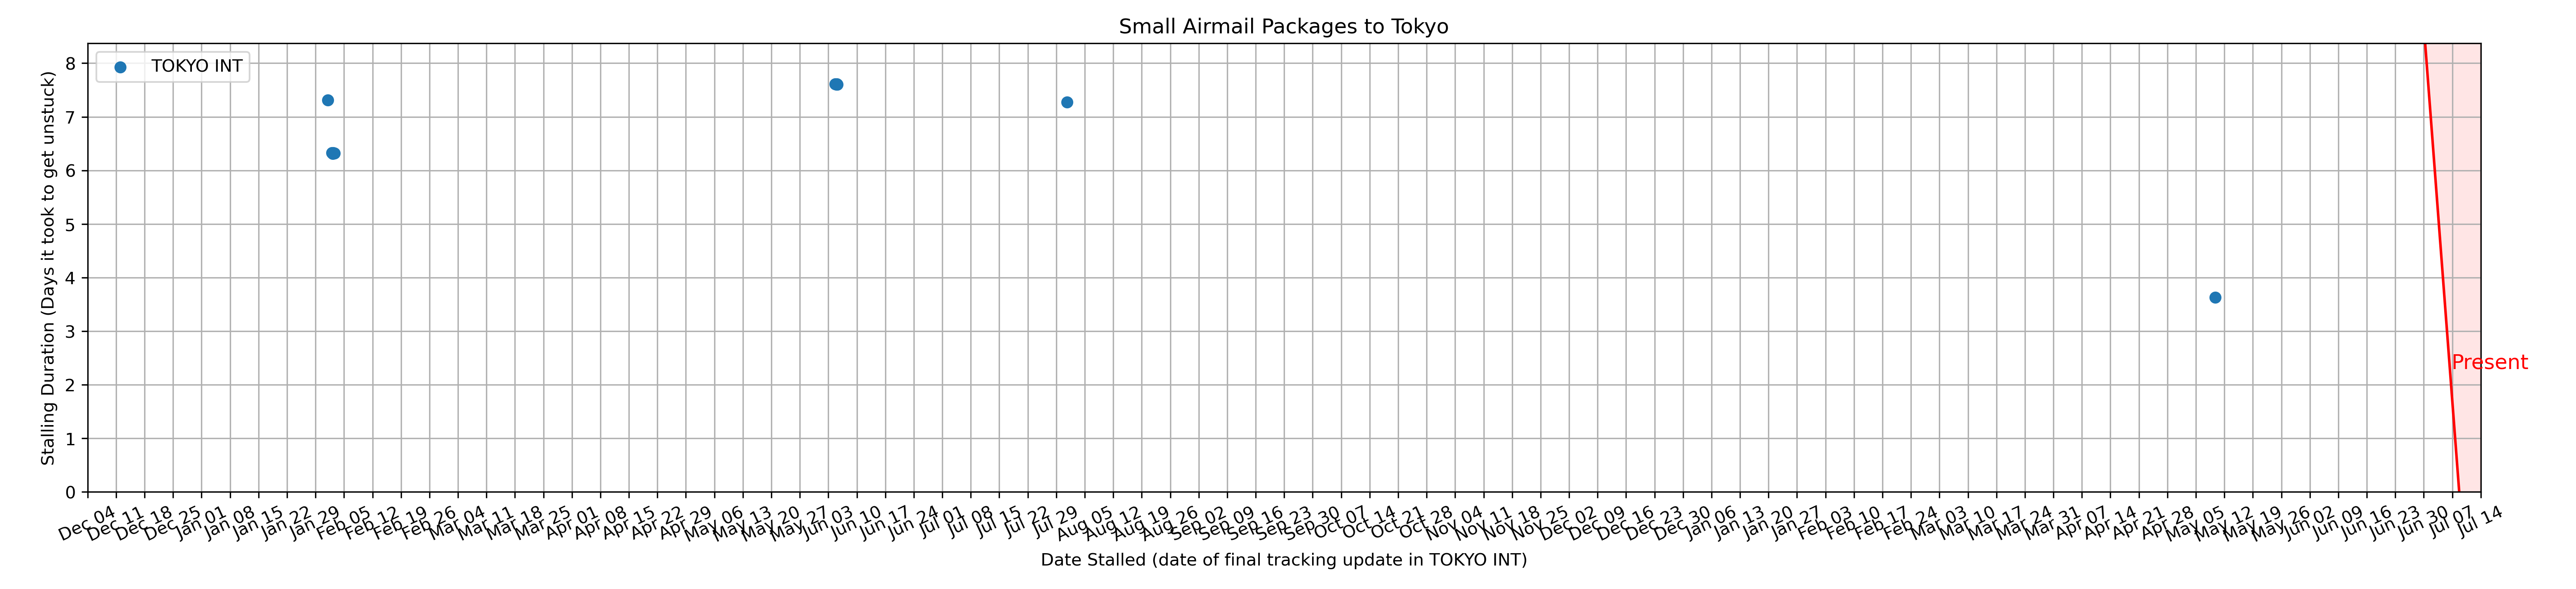 Small Airmail Packages to Tokyo
TOKYO INT
Stalling Duration (Days it took to get unstuck)
8
7
6
5
4
3
2
1
0
Present
Dec 04 Dec 11 Dec 18 Dec 25 Jan 01 Jan 08 Jan 15 Jan 22 Jan 29 Feb 05 Feb 12 Feb 19 Feb 26 Mar 04 Mar 11 Mar 18 Mar 25 Apr 01 Apr 08 Apr 15 Apr 22 Apr 29 May 06 May 13 May 20 May 27 Jun 03 Jun 10 Jun 17 Jun 24 Jul 01 Jul 08 Jul 15 Jul 22 Jul 29 Aug 05 Aug 12 Aug 19 Aug 26 Sep 02 Sep 09 Sep 16 Sep 23 Sep 30 Oct 07 Oct 14 Oct 21 Oct 28 Nov 04 Nov 11 Nov 18 Nov 25 Dec 02 Dec 09 Dec 16 Dec 23 Dec 30 Jan 06 Jan 13 Jan 20 Jan 27 Feb 03 Feb 10 Feb 17 Feb 24 Mar 03 Mar 10 Mar 17 Mar 24 Mar 31 Apr 07 Apr 14 Apr 21 Apr 28 May 05 May 12 May 19 May 26 Jun 02 Jun 09 Jun 16 Jun 23 Jun 30 Jul 07 Jul 14
Date Stalled (date of final tracking update in TOKYO INT)